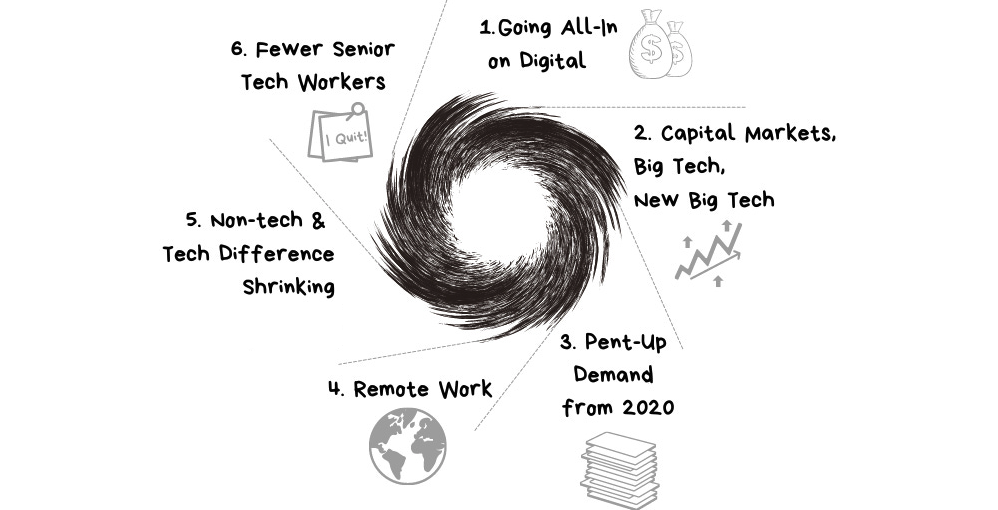 1.Going All-In
on Digital
2. Capital Markets,
Big Tech,
New Big Tech
3. Pent-Up
Demand
from 2020
4. Remote Work
5. Non-tech &
Tech Difference
Shrinking
6. Fewer Senior
Tech Workers
I Quit!
$
$